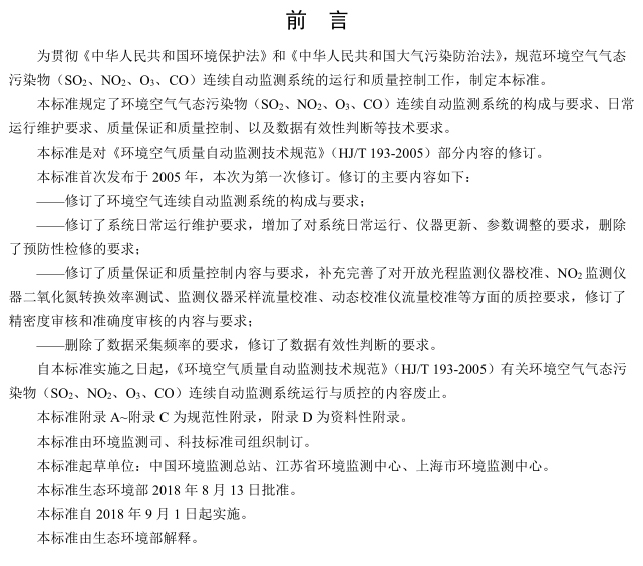 前 言
为贯彻《中华人民共和国环境保护法》和《中华人民共和国大气污染防治法》，规范环境空气气态
污染物（SO₂、NO₂、O₃、CO）连续自动监测系统的运行和质量控制工作，制定本标准。
本标准规定了环境空气气态污染物（SO₂、NO₂、O₃、CO）连续自动监测系统的构成与要求、日常
运行维护要求、质量保证和质量控制、以及数据有效性判断等技术要求。
本标准是对《环境空气质量自动监测技术规范》（HJ/T 193-2005）部分内容的修订。
本标准首次发布于 2005 年，本次为第一次修订。修订的主要内容如下：
——修订了环境空气连续自动监测系统的构成与要求；
——修订了系统日常运行维护要求，增加了对系统日常运行、仪器更新、参数调整的要求，删除
了预防性检修的要求；
——修订了质量保证和质量控制内容与要求，补充完善了对开放光程监测仪器校准、NO₂ 监测仪
器二氧化氮转换效率测试、监测仪器采样流量校准、动态校准仪流量校准等方面的质控要求，修订了
精密度审核和准确度审核的内容与要求；
——删除了数据采集频率的要求，修订了数据有效性判断的要求。
自本标准实施之日起，《环境空气质量自动监测技术规范》（HJ/T 193-2005）有关环境空气气态污
染物（SO₂、NO₂、O₃、CO）连续自动监测系统运行与质控的内容废止。
本标准附录 A~附录 C 为规范性附录，附录 D 为资料性附录。
本标准由环境监测司、科技标准司组织制订。
本标准起草单位：中国环境监测总站、江苏省环境监测中心、上海市环境监测中心。
本标准生态环境部 2018 年 8 月 13 日批准。
本标准自 2018 年 9 月 1 日起实施。
本标准由生态环境部解释。